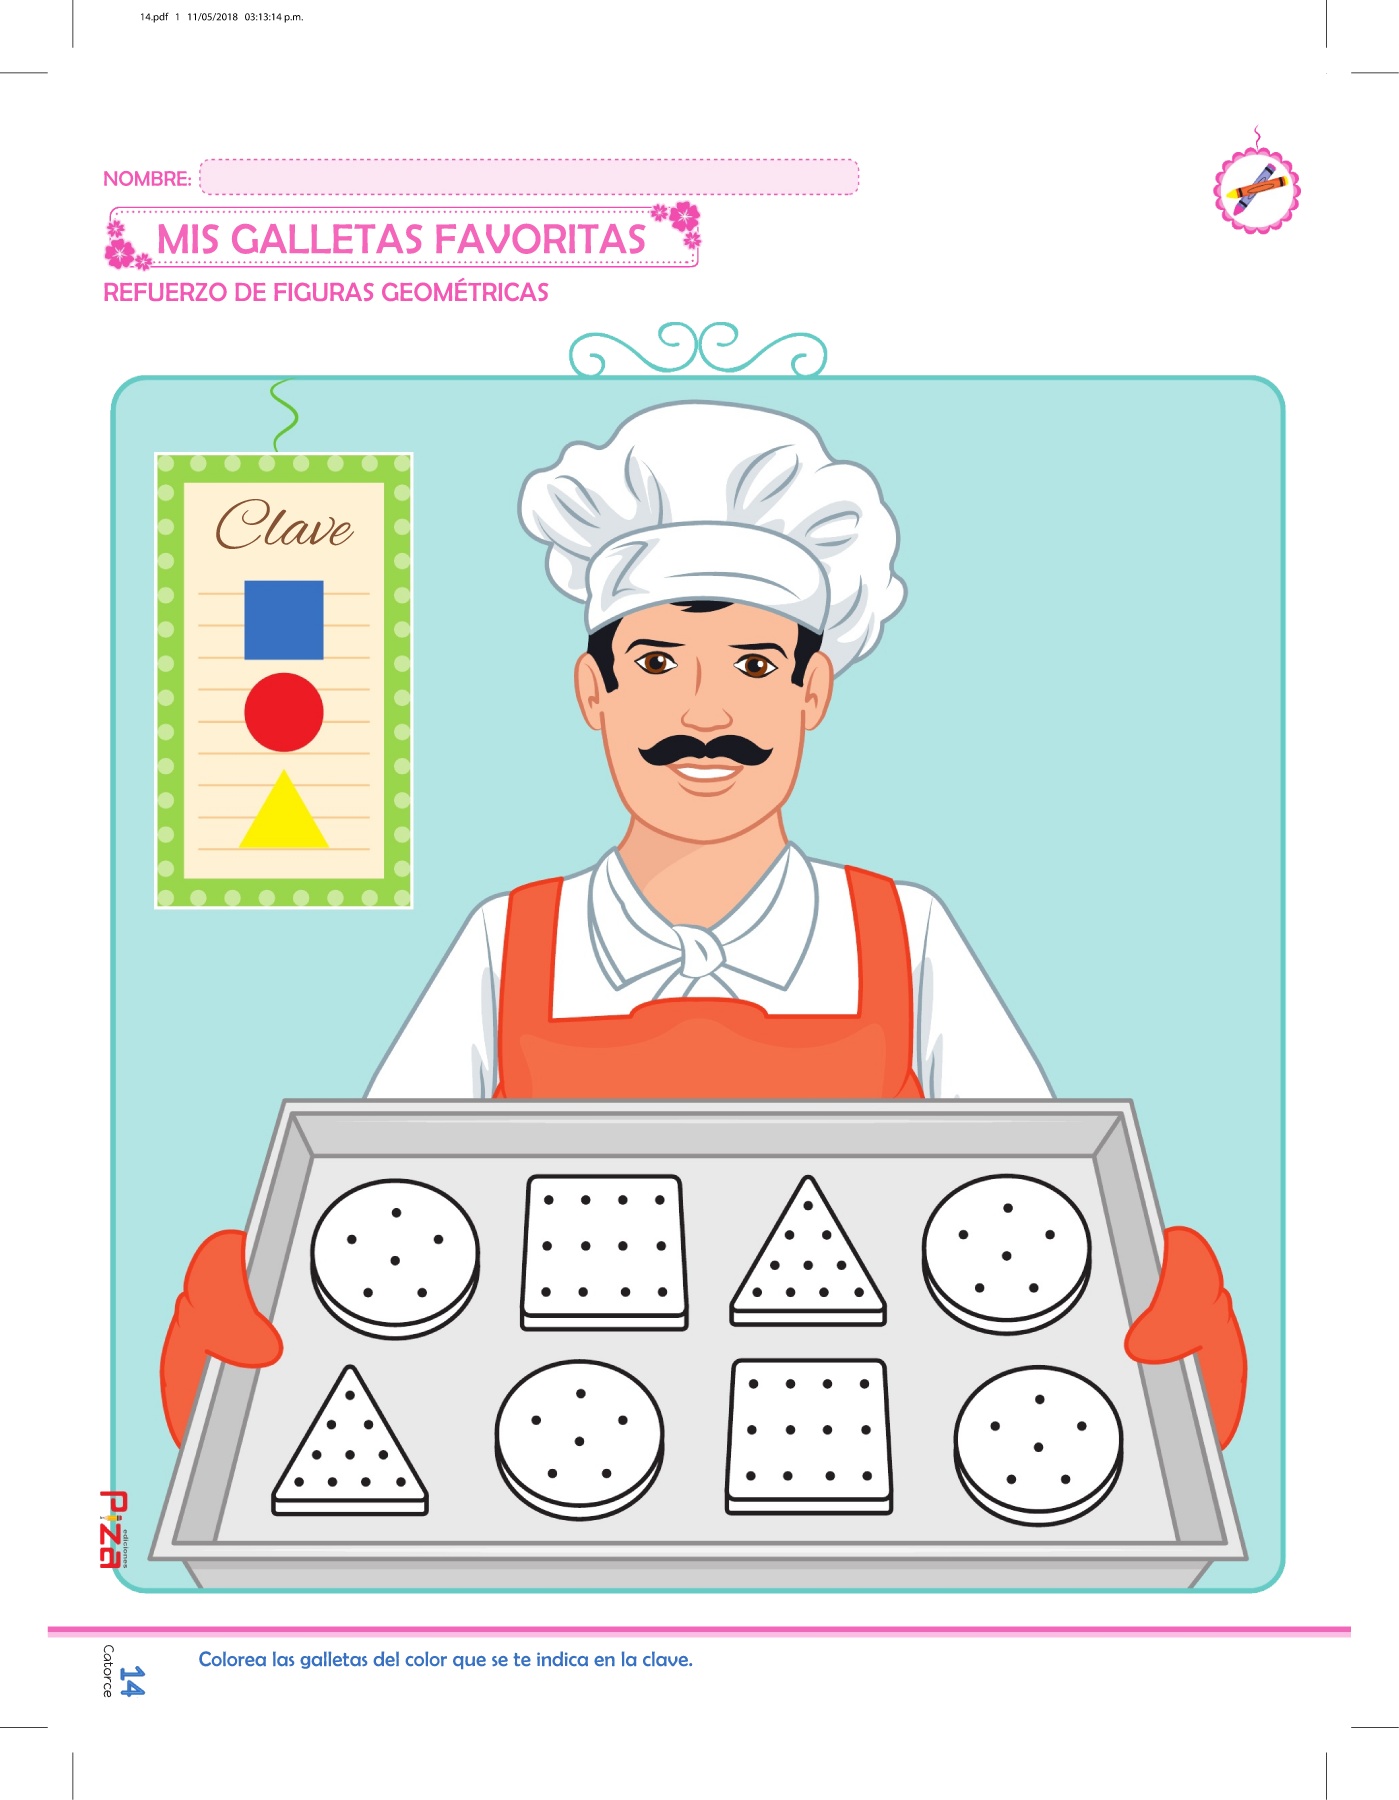 14.pdf 1 11/05/2018 03:13:14 p.m.
NOMBRE:
MIS GALLETAS FAVORITAS
REFUERZO DE FIGURAS GEOMÉTRICAS
Clave
Piza
ediciones
14
Catorce
Colorea las galletas del color que se te indica en la clave.